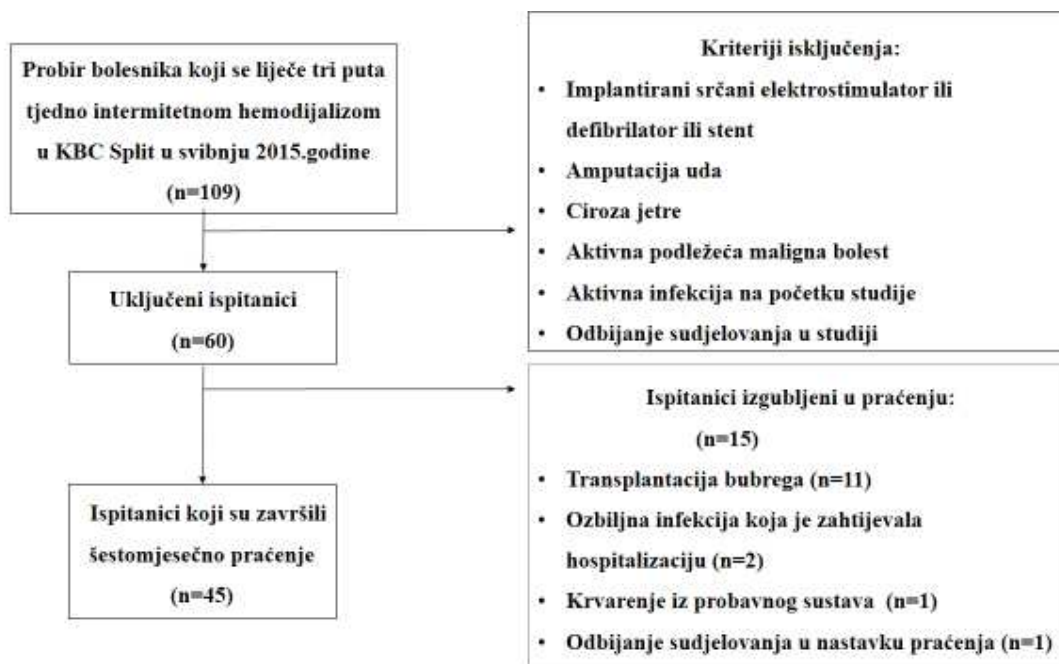 Probir bolesnika koji se liječe tri puta
tjedno intermitetnom hemodijalizom
u KBC Split u svibnju 2015.godine
(n=109)
Kriteriji isključenja:
• Implantirani srčani elektrostimulator ili
defibrilator ili stent
• Amputacija uda
• Ciroza jetre
• Aktivna podležeća maligna bolest
• Aktivna infekcija na početku studije
• Odbijanje sudjelovanja u studiji
Uključeni ispitanici
(n=60)
Ispitanici izgubljeni u praćenju:
(n=15)
• Transplantacija bubrega (n=11)
• Ozbiljna infekcija koja je zahtijevala
hospitalizaciju (n=2)
• Krvarenje iz probavnog sustava (n=1)
• Odbijanje sudjelovanja u nastavku praćenja (n=1)
Ispitanici koji su završili
šestomjesečno praćenje
(n=45)